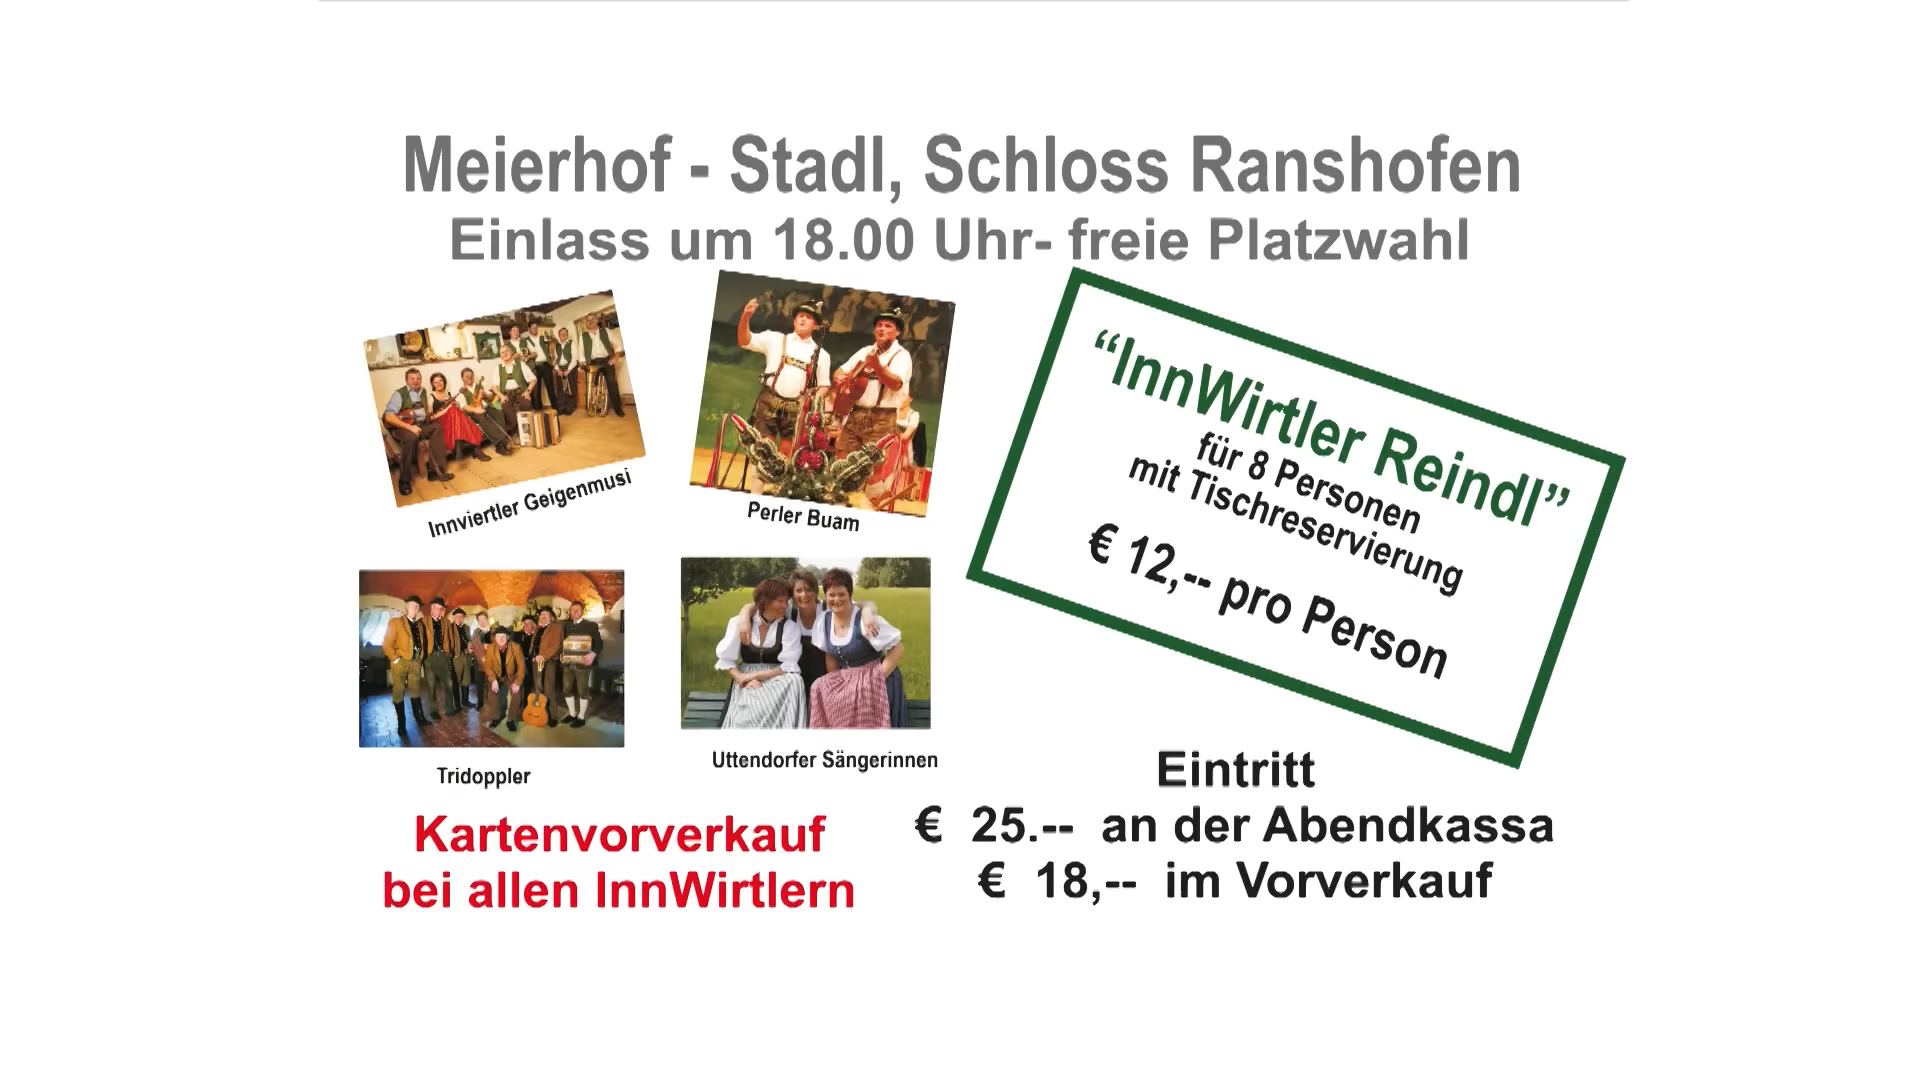 Meierhof - Stadl, Schloss Ranshofen
Einlass um 18.00 Uhr- freie Platzwahl
Innviertler Geigenmusi
Perler Buam
“InnWirtler Reindl”
für 8 Personen
mit Tischreservierung
€ 12,-- pro Person
Tridoppler
Uttendorfer Sängerinnen
Kartenvorverkauf
bei allen InnWirtlern
Eintritt
€ 25.-- an der Abendkassa
€ 18,-- im Vorverkauf